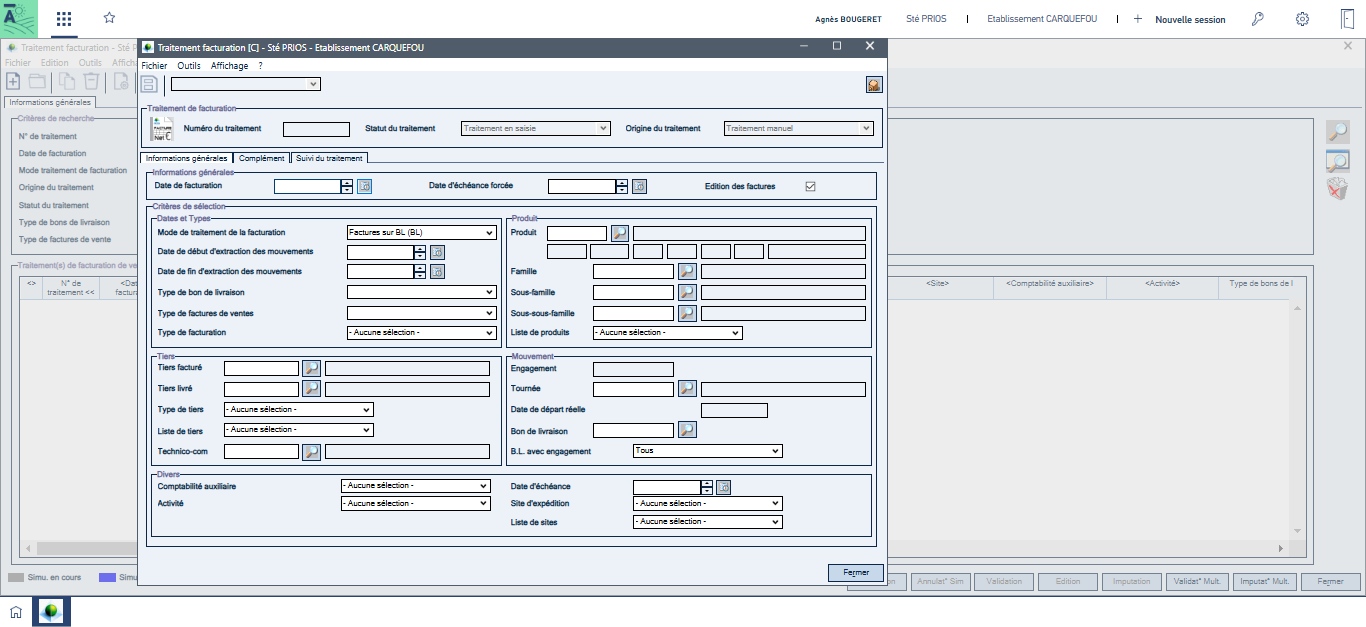 Agnès BOUGERET
Sté PRIOS
Etablissement CARQUEFOU
Nouvelle session
Traitement facturation - Sté P
Fichier Edition Outils Affich
Informations générales
Critères de recherche
N° de traitement
Date de facturation
Mode traitement de facturation
Origine du traitement
Statut du traitement
Type de bons de livraison
Type de factures de vente
Traitement(s) de facturation de ve
<>
N° de
traitement <<
<Dat
factura
Traitement facturation [C] - Sté PRIOS - Etablissement CARQUEFOU
Fichier Outils Affichage ?
Traitement de facturation
FACTURE
Net €
Numéro du traitement
Statut du traitement
Traitement en saisie
Origine du traitement
Traitement manuel
Informations générales
Complément
Suivi du traitement
Informations générales
Date de facturation
Date d'échéance forcée
Edition des factures
Critères de sélection
Dates et Types
Mode de traitement de la facturation
Factures sur BL (BL)
Date de début d'extraction des mouvements
Date de fin d'extraction des mouvements
Type de bon de livraison
Type de factures de ventes
Type de facturation
- Aucune sélection -
Produit
Produit
Famille
Sous-famille
Sous-sous-famille
Liste de produits
- Aucune sélection -
Tiers
Tiers facturé
Tiers livré
Type de tiers
- Aucune sélection -
Liste de tiers
- Aucune sélection -
Technico-com
Mouvement
Engagement
Tournée
Date de départ réelle
Bon de livraison
B.L. avec engagement
Tous
Divers
Comptabilité auxiliaire
- Aucune sélection -
Activité
- Aucune sélection -
Date d'échéance
Site d'expédition
- Aucune sélection -
Liste de sites
- Aucune sélection -
Fermer
<Site>
<Comptabilité auxiliaire>
<Activité>
Type de bons de l
Simu. en cours
Simu
on
Annulat° Sim
Validation
Edition
Imputation
Validat° Mult.
Imputat° Mult.
Fermer